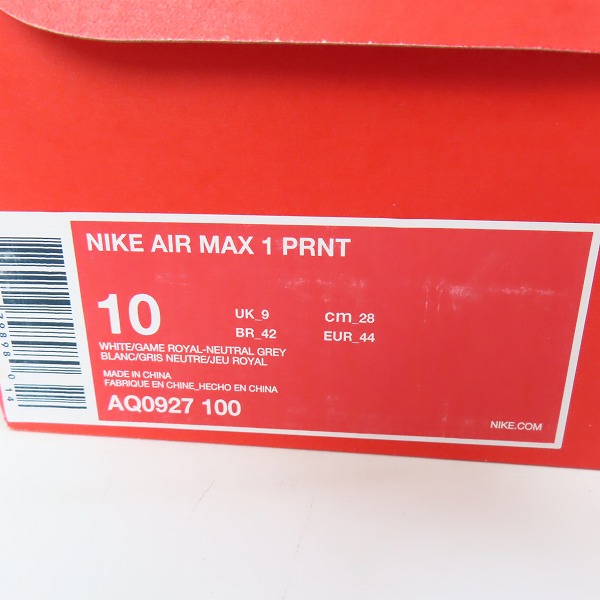 NIKE AIR MAX 1 PRNT
10
UK_9 cm_28
BR_42 EUR_44
WHITE/GAME ROYAL-NEUTRAL GREY
BLANC/GRIS NEUTRE/JEU ROYAL
MADE IN CHINA
FABRIQUE EN CHINE_HECHO EN CHINA
AQ0927 100
NIKE.COM